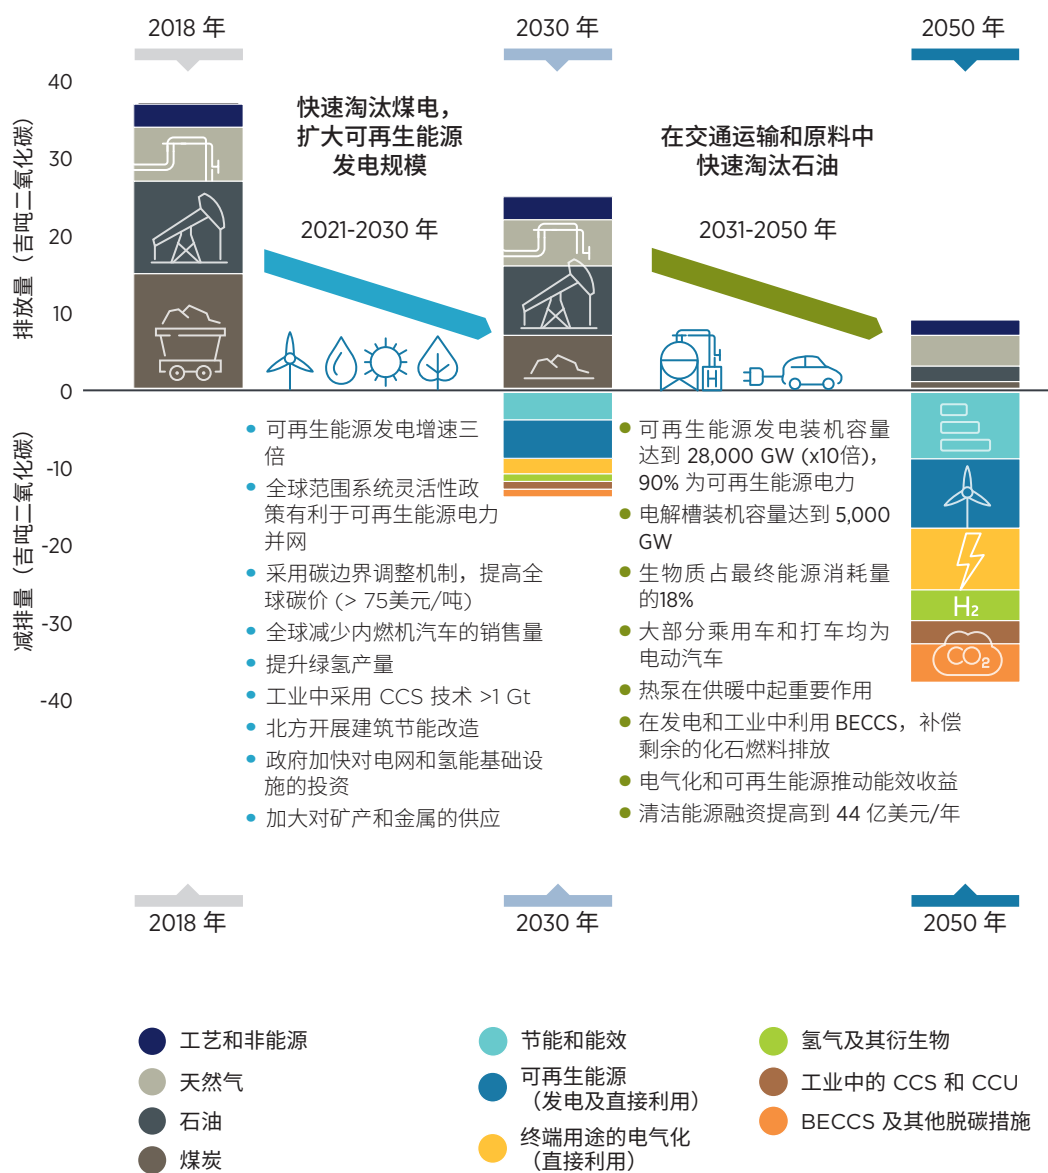 2018 年
2030 年
2050 年
排放量（吉吨二氧化碳）
减排量（吉吨二氧化碳）
40
30
20
10
0
-10
-20
-30
-40
快速淘汰煤电，
扩大可再生能源
发电规模
2021-2030 年
在交通运输和原料中
快速淘汰石油
2031-2050 年
H
• 可再生能源发电增速三
倍
• 全球范围系统灵活性政
策有利于可再生能源电力
并网
• 采用碳边界调整机制，提高全
球碳价 (> 75美元/吨)
• 全球减少内燃机汽车的销售量
• 提升绿氢产量
• 工业中采用 CCS 技术 >1 Gt
• 北方开展建筑节能改造
• 政府加快对电网和氢能基础设
施的投资
• 加大对矿产和金属的供应
• 可再生能源发电装机容量
达到 28,000 GW (x10倍)，
90% 为可再生能源电力
• 电解槽装机容量达到 5,000
GW
• 生物质占最终能源消耗量
的18%
• 大部分乘用车和打车均为
电动汽车
• 热泵在供暖中起重要作用
• 在发电和工业中利用 BECCS，补偿
剩余的化石燃料排放
• 电气化和可再生能源推动能效收益
• 清洁能源融资提高到 44 亿美元/年
H₂
CO₂
2018 年
2030 年
2050 年
工艺和非能源
天然气
石油
煤炭
节能和能效
可再生能源
（发电及直接利用）
终端用途的电气化
（直接利用）
氢气及其衍生物
工业中的 CCS 和 CCU
BECCS 及其他脱碳措施